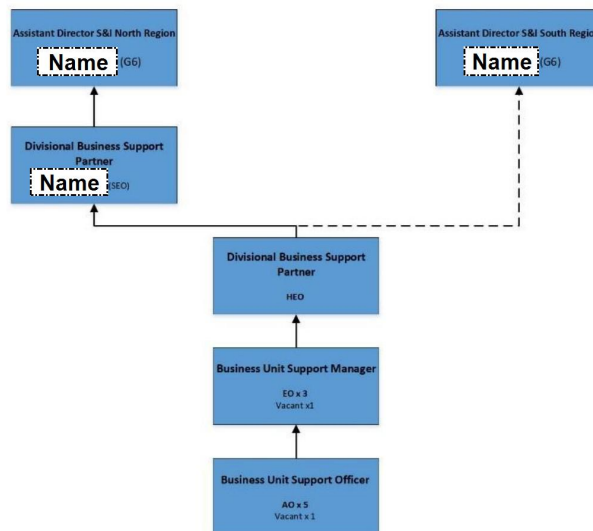 Assistant Director S&I North Region
Name (G6)
Assistant Director S&I South Regio
Name (G6)
Divisional Business Support
Partner
Name (SEO)
Divisional Business Support
Partner
HEO
Business Unit Support Manager
EO x 3
Vacant x1
Business Unit Support Officer
AO x 5
Vacant x 1